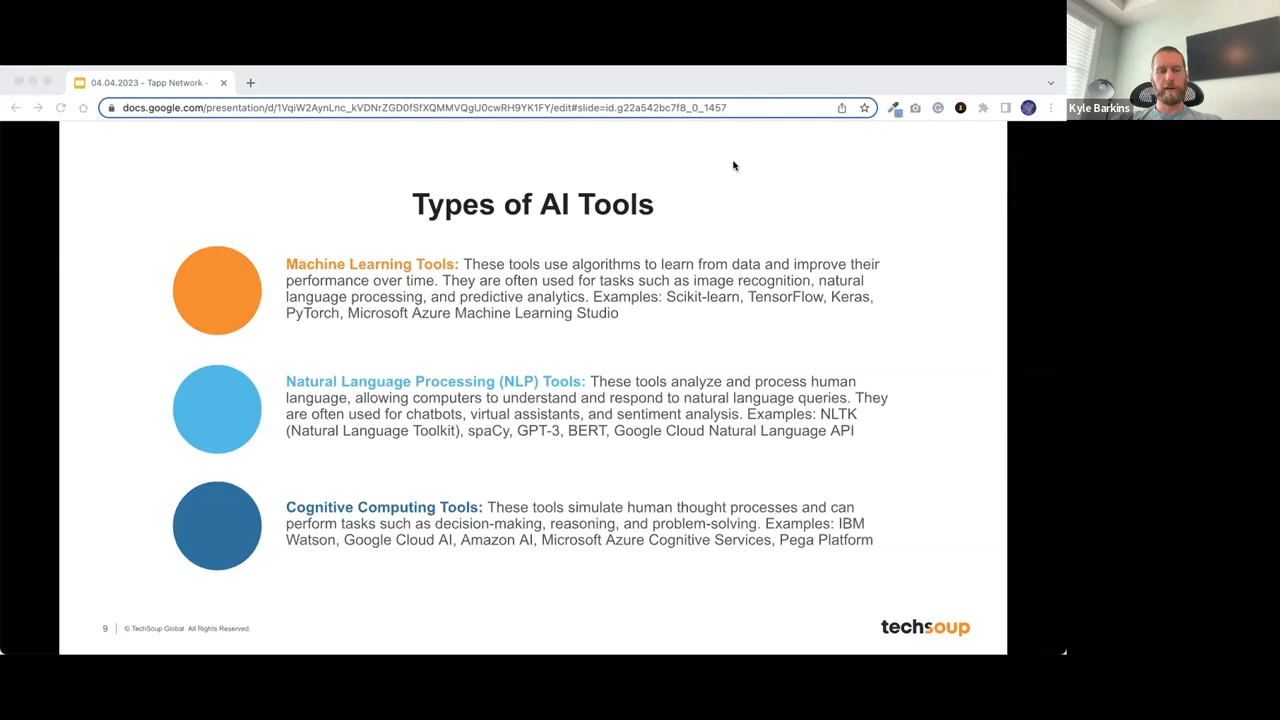 04.04.2023 - Tapp Network -
docs.google.com/presentation/d/1VqiW2AynLnc_kVDNrZGD0fSfXQMMVQgU0cwRH9YK1FY/edit#slide=id.g22a542bc7f8_0_1457
Kyle Barkins
Types of AI Tools
Machine Learning Tools: These tools use algorithms to learn from data and improve their
performance over time. They are often used for tasks such as image recognition, natural
language processing, and predictive analytics. Examples: Scikit-learn, TensorFlow, Keras,
PyTorch, Microsoft Azure Machine Learning Studio
Natural Language Processing (NLP) Tools: These tools analyze and process human
language, allowing computers to understand and respond to natural language queries. They
are often used for chatbots, virtual assistants, and sentiment analysis. Examples: NLTK
(Natural Language Toolkit), spaCy, GPT-3, BERT, Google Cloud Natural Language API
Cognitive Computing Tools: These tools simulate human thought processes and can
perform tasks such as decision-making, reasoning, and problem-solving. Examples: IBM
Watson, Google Cloud AI, Amazon AI, Microsoft Azure Cognitive Services, Pega Platform
9
© TechSoup Global. All Rights Reserved.
techsoup